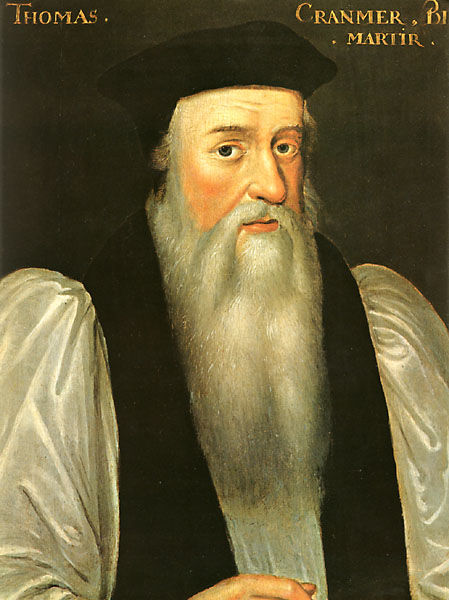 THOMAS . CRANMER , BI
. MARTIR .